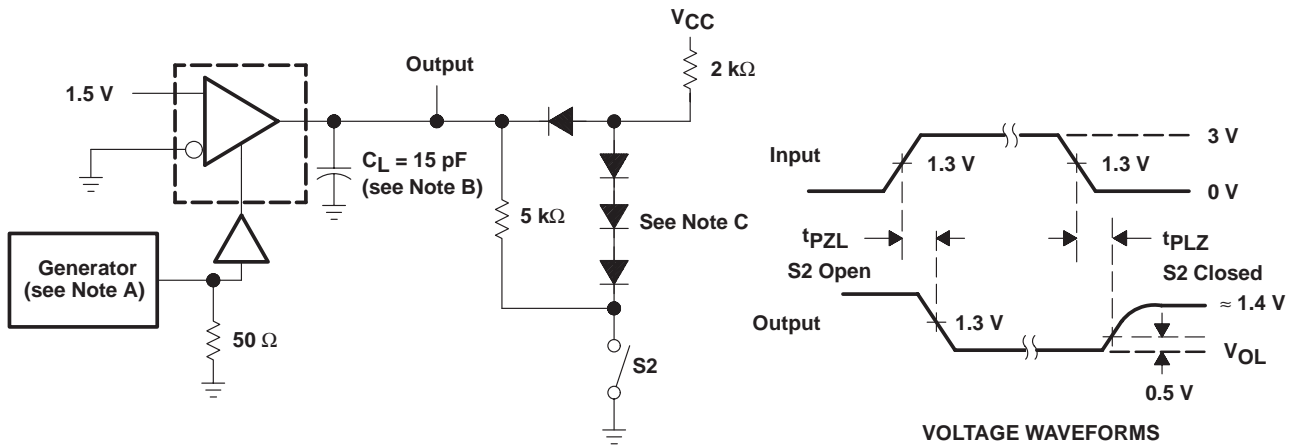 VCC
2 kΩ
Output
1.5 V
CL = 15 pF
(see Note B)
5 kΩ
See Note C
Generator
(see Note A)
50 Ω
S2
Input
3 V
1.3 V
1.3 V
0 V
tPZL
tPLZ
S2 Open
S2 Closed
≈ 1.4 V
Output
1.3 V
VOL
0.5 V
VOLTAGE WAVEFORMS